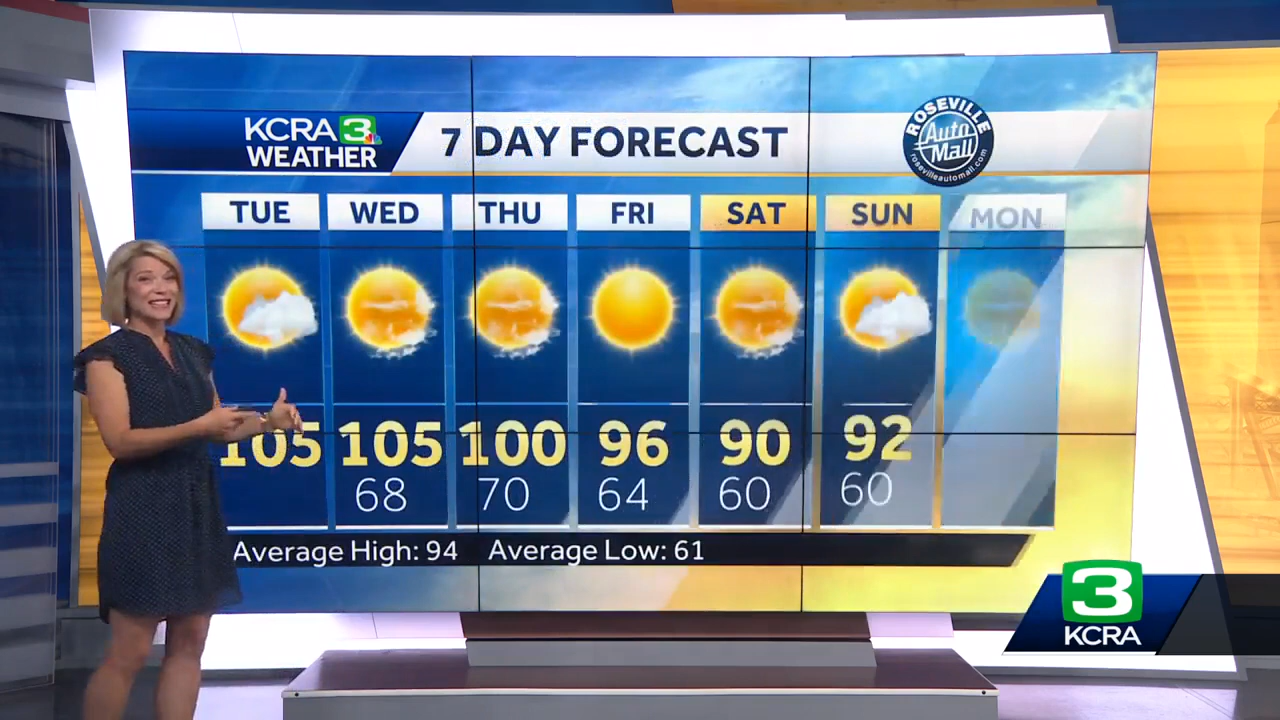 KCRA 3
WEATHER
7 DAY FORECAST
ROSEVILLE
Auto
Mall
rosevilleautomall.com
TUE WED THU FRI SAT SUN MON
105 105 100 96 90 92
68 70 64 60 60
Average High: 94 Average Low: 61
3
KCRA